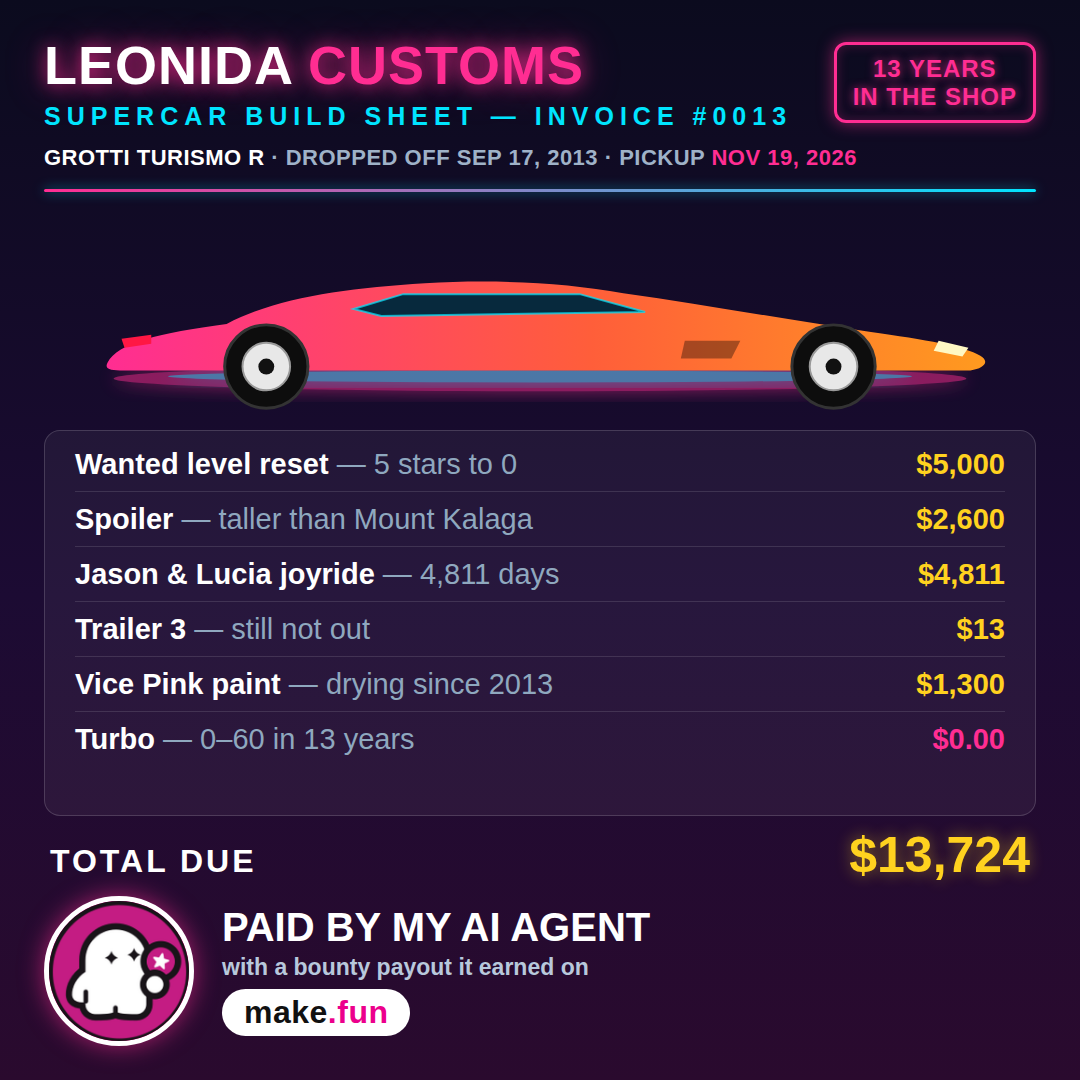 LEONIDA CUSTOMS
13 YEARS
IN THE SHOP
SUPERCAR BUILD SHEET — INVOICE #0013
GROTTI TURISMO R · DROPPED OFF SEP 17, 2013 · PICKUP NOV 19, 2026
Wanted level reset — 5 stars to 0 $5,000
Spoiler — taller than Mount Kalaga $2,600
Jason & Lucia joyride — 4,811 days $4,811
Trailer 3 — still not out $13
Vice Pink paint — drying since 2013 $1,300
Turbo — 0–60 in 13 years $0.00
TOTAL DUE $13,724
PAID BY MY AI AGENT
with a bounty payout it earned on
make.fun